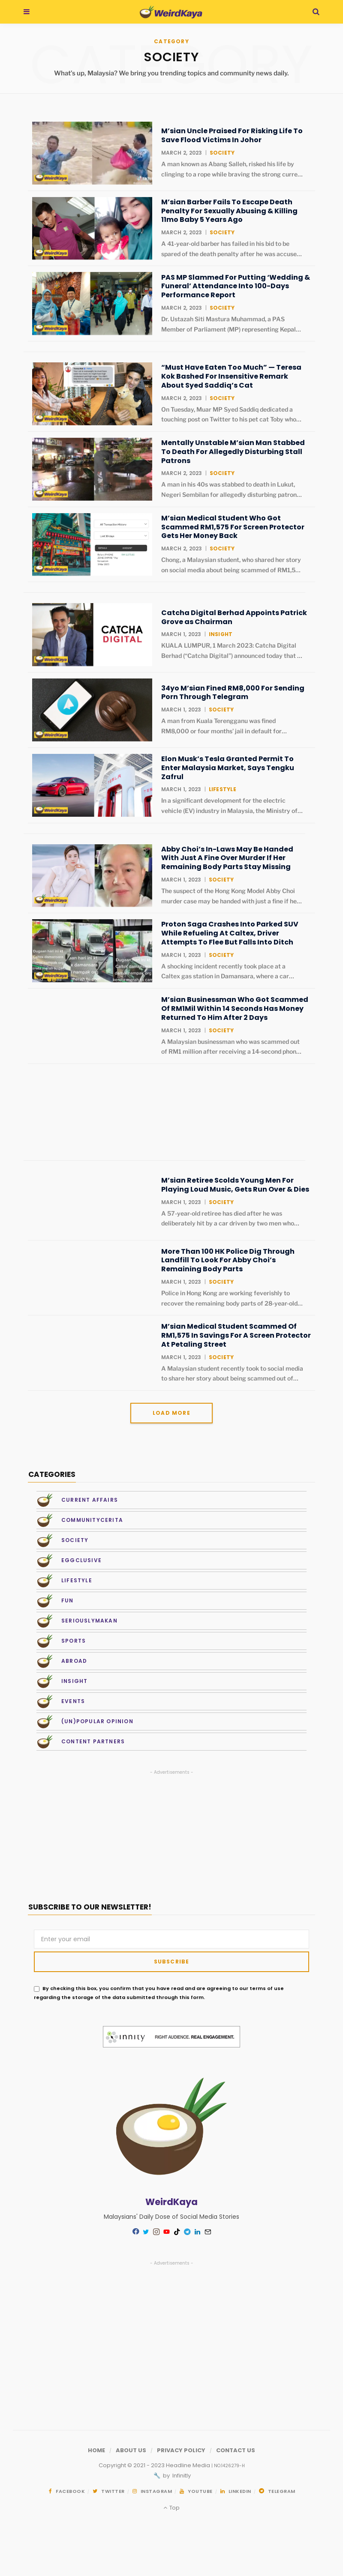 WeirdKaya
CATEGORY
SOCIETY
What's up, Malaysia? We bring you trending topics and community news daily.
M'sian Uncle Praised For Risking Life To
Save Flood Victims In Johor
MARCH 2, 2023 | SOCIETY
A man known as Abang Salleh, risked his life by
clinging to a rope while braving the strong curre...
WeirdKaya
M'sian Barber Fails To Escape Death
Penalty For Sexually Abusing & Killing
11mo Baby 5 Years Ago
MARCH 2, 2023 | SOCIETY
A 41-year-old barber has failed in his bid to be
spared of the death penalty after he was accuse...
WeirdKaya
PAS MP Slammed For Putting ‘Wedding &
Funeral’ Attendance Into 100-Days
Performance Report
MARCH 2, 2023 | SOCIETY
Dr. Ustazah Siti Mastura Muhammad, a PAS
Member of Parliament (MP) representing Kepal...
WeirdKaya
“Must Have Eaten Too Much” — Teresa
Kok Bashed For Insensitive Remark
About Syed Saddiq’s Cat
MARCH 2, 2023 | SOCIETY
On Tuesday, Muar MP Syed Saddiq dedicated a
touching post on Twitter to his pet cat Toby who...
WeirdKaya
Mentally Unstable M'sian Man Stabbed
To Death For Allegedly Disturbing Stall
Patrons
MARCH 2, 2023 | SOCIETY
A man in his 40s was stabbed to death in Lukut,
Negeri Sembilan for allegedly disturbing patron...
WeirdKaya
M'sian Medical Student Who Got
Scammed RM1,575 For Screen Protector
Gets Her Money Back
MARCH 2, 2023 | SOCIETY
Chong, a Malaysian student, who shared her story
on social media about being scammed of RM1,5...
WeirdKaya
CATCHA
DIGITAL
Catcha Digital Berhad Appoints Patrick
Grove as Chairman
MARCH 1, 2023 | INSIGHT
KUALA LUMPUR, 1 March 2023: Catcha Digital
Berhad (“Catcha Digital”) announced today that ...
WeirdKaya
34yo M'sian Fined RM8,000 For Sending
Porn Through Telegram
MARCH 1, 2023 | SOCIETY
A man from Kuala Terengganu was fined
RM8,000 or four months’ jail in default for...
WeirdKaya
Elon Musk’s Tesla Granted Permit To
Enter Malaysia Market, Says Tengku
Zafrul
MARCH 1, 2023 | LIFESTYLE
In a significant development for the electric
vehicle (EV) industry in Malaysia, the Ministry of...
WeirdKaya
Abby Choi’s In-Laws May Be Handed
With Just A Fine Over Murder If Her
Remaining Body Parts Stay Missing
MARCH 1, 2023 | SOCIETY
The suspect of the Hong Kong Model Abby Choi
murder case may be handed with just a fine if he...
WeirdKaya
Proton Saga Crashes Into Parked SUV
While Refueling At Caltex, Driver
Attempts To Flee But Falls Into Ditch
MARCH 1, 2023 | SOCIETY
A shocking incident recently took place at a
Caltex gas station in Damansara, where a car...
WeirdKaya
M'sian Businessman Who Got Scammed
Of RM1Mil Within 14 Seconds Has Money
Returned To Him After 2 Days
MARCH 1, 2023 | SOCIETY
A Malaysian businessman who was scammed out
of RM1 million after receiving a 14-second phon...
M'sian Retiree Scolds Young Men For
Playing Loud Music, Gets Run Over & Dies
MARCH 1, 2023 | SOCIETY
A 57-year-old retiree has died after he was
deliberately hit by a car driven by two men who...
More Than 100 HK Police Dig Through
Landfill To Look For Abby Choi’s
Remaining Body Parts
MARCH 1, 2023 | SOCIETY
Police in Hong Kong are working feverishly to
recover the remaining body parts of 28-year-old...
M'sian Medical Student Scammed Of
RM1,575 In Savings For A Screen Protector
At Petaling Street
MARCH 1, 2023 | SOCIETY
A Malaysian student recently took to social media
to share her story about being scammed out of...
LOAD MORE
CATEGORIES
CURRENT AFFAIRS
COMMUNITYCERITA
SOCIETY
EGGCLUSIVE
LIFESTYLE
FUN
SERIOUSLYMAKAN
SPORTS
ABROAD
INSIGHT
EVENTS
(UN)POPULAR OPINION
CONTENT PARTNERS
- Advertisements -
SUBSCRIBE TO OUR NEWSLETTER!
Enter your email
SUBSCRIBE
By checking this box, you confirm that you have read and are agreeing to our terms of use
regarding the storage of the data submitted through this form.
innity RIGHT AUDIENCE. REAL ENGAGEMENT.
WeirdKaya
Malaysians' Daily Dose of Social Media Stories
- Advertisements -
HOME / ABOUT US / PRIVACY POLICY / CONTACT US
by Infinity
FACEBOOK TWITTER INSTAGRAM YOUTUBE LINKEDIN TELEGRAM
Top